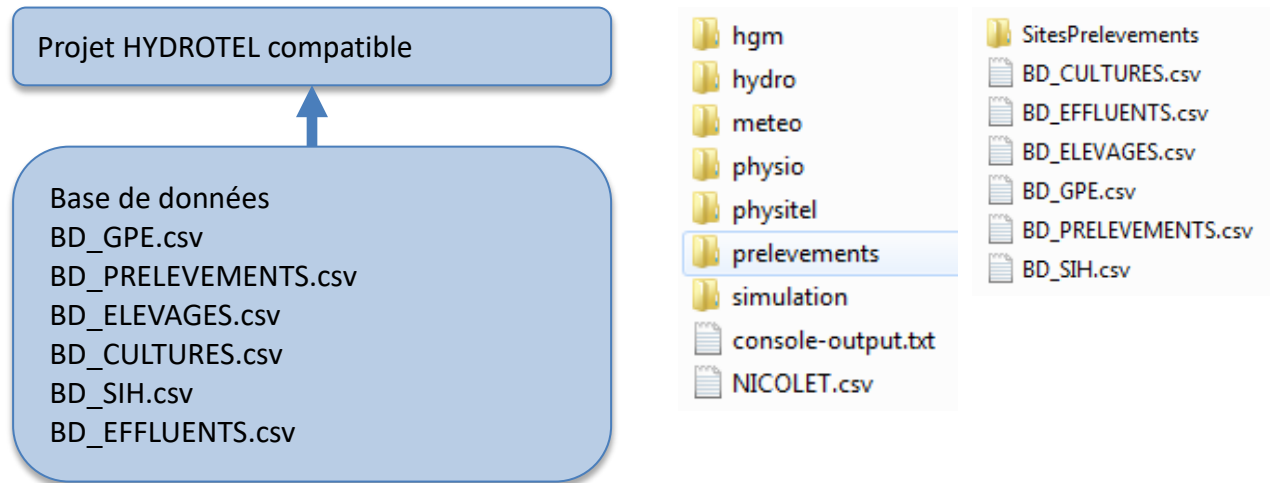 Projet HYDROTEL compatible
Base de données
BD_GPE.csv
BD_PRELEVEMENTS.csv
BD_ELEVAGES.csv
BD_CULTURES.csv
BD_SIH.csv
BD_EFFLUENTS.csv
hgm
hydro
meteo
physio
physitel
prelevements
simulation
console-output.txt
NICOLET.csv
SitesPrelevements
BD_CULTURES.csv
BD_EFFLUENTS.csv
BD_ELEVAGES.csv
BD_GPE.csv
BD_PRELEVEMENTS.csv
BD_SIH.csv